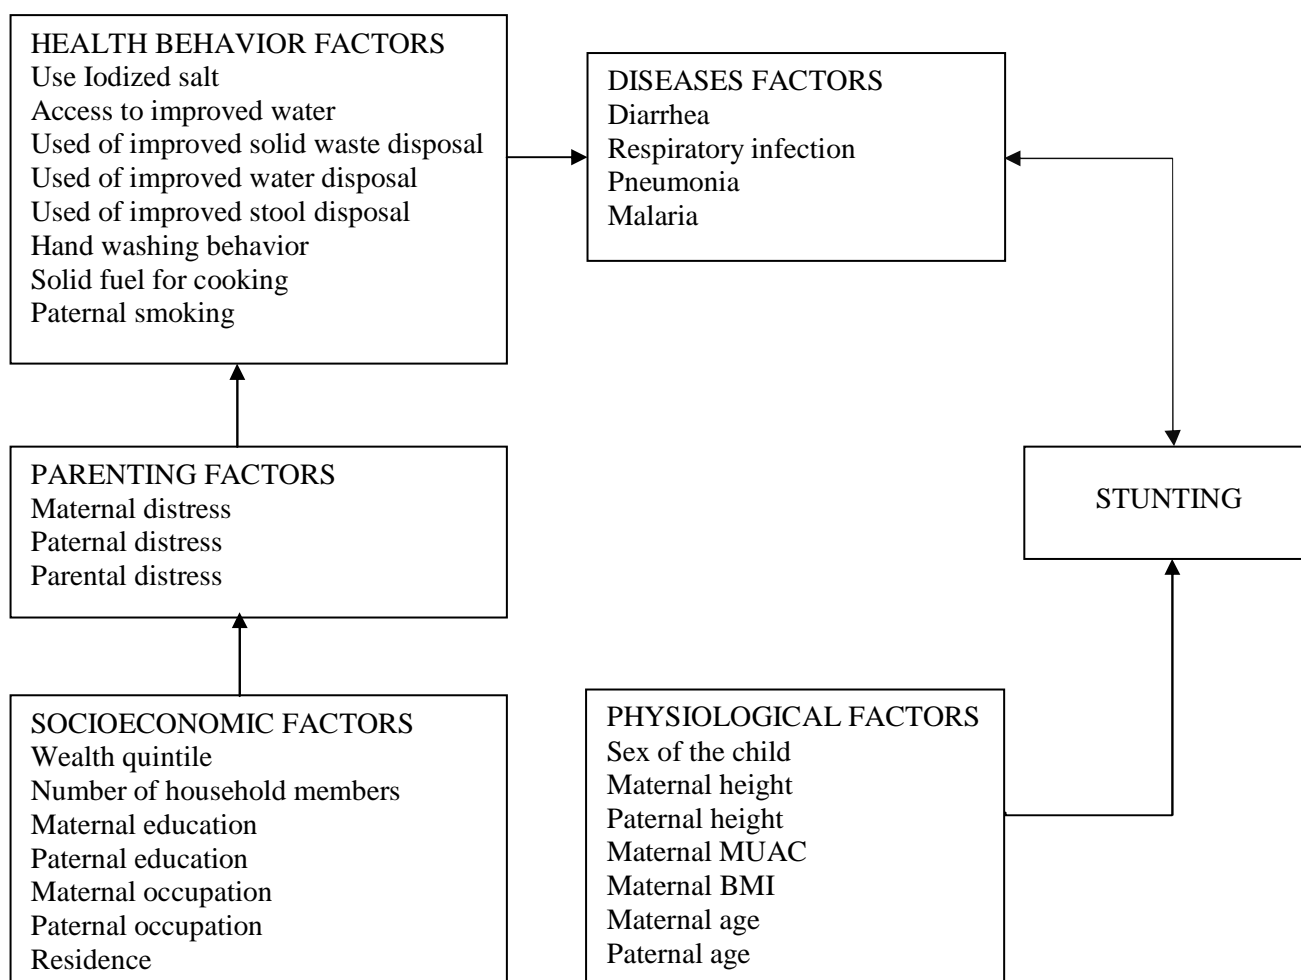 HEALTH BEHAVIOR FACTORS
Use Iodized salt
Access to improved water
Used of improved solid waste disposal
Used of improved water disposal
Used of improved stool disposal
Hand washing behavior
Solid fuel for cooking
Paternal smoking
DISEASES FACTORS
Diarrhea
Respiratory infection
Pneumonia
Malaria
PARENTING FACTORS
Maternal distress
Paternal distress
Parental distress
STUNTING
SOCIOECONOMIC FACTORS
Wealth quintile
Number of household members
Maternal education
Paternal education
Maternal occupation
Paternal occupation
Residence
PHYSIOLOGICAL FACTORS
Sex of the child
Maternal height
Paternal height
Maternal MUAC
Maternal BMI
Maternal age
Paternal age